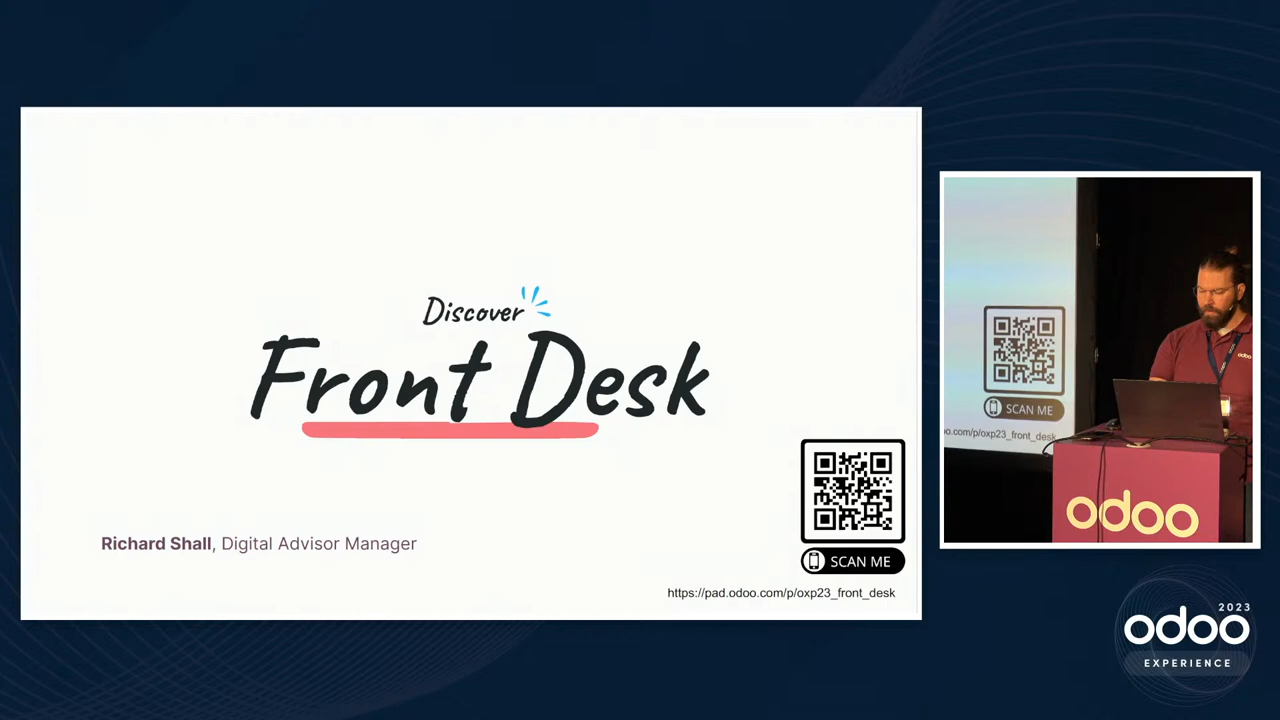 Discover
Front Desk
Richard Shall, Digital Advisor Manager
SCAN ME
https://pad.odoo.com/p/oxp23_front_desk
SCAN ME
oo.com/p/oxp23_front_desk
odoo
odoo
2023
odoo
EXPERIENCE